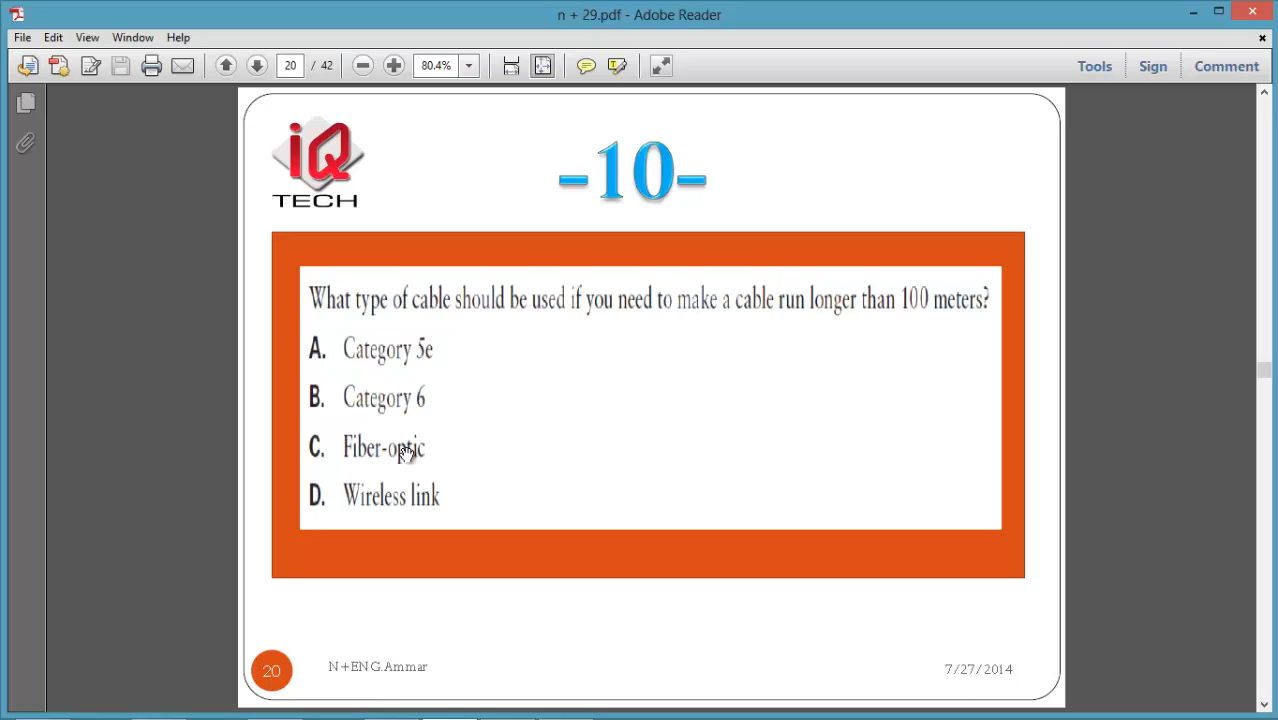 n + 29.pdf - Adobe Reader
File Edit View Window Help
20 / 42 80.4% Tools Sign Comment
iQ
TECH
-10-
What type of cable should be used if you need to make a cable run longer than 100 meters?
A. Category 5e
B. Category 6
C. Fiber-optic
D. Wireless link
20 N+ENG.Ammar 7/27/2014